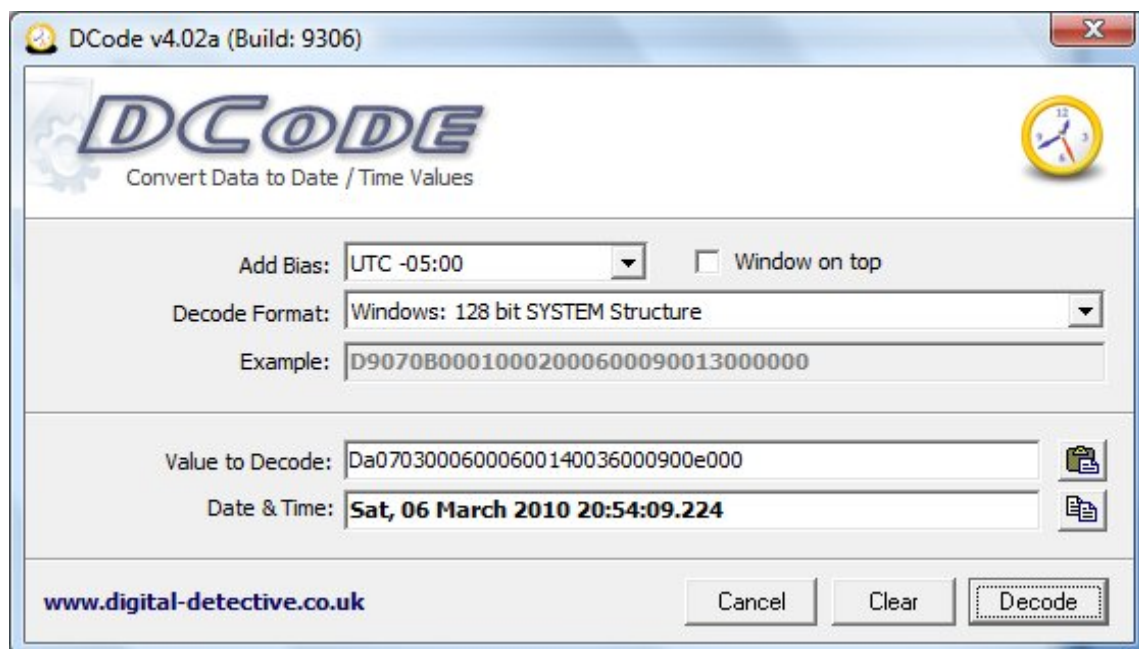 DCode v4.02a (Build: 9306)
DCODE
Convert Data to Date / Time Values
Add Bias: UTC -05:00 Window on top
Decode Format: Windows: 128 bit SYSTEM Structure
Example: D9070B00010002000600090013000000
Value to Decode: Da07030006000600140036000900e000
Date & Time: Sat, 06 March 2010 20:54:09.224
www.digital-detective.co.uk Cancel Clear Decode